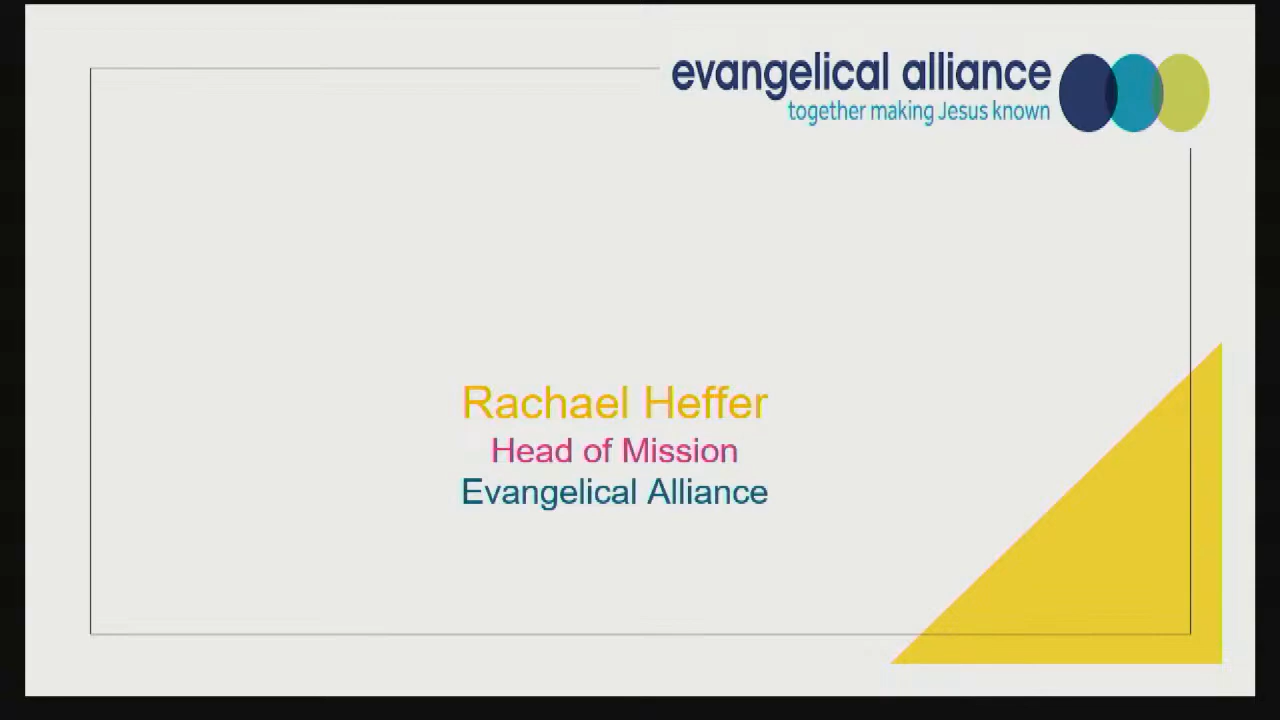 evangelical alliance
together making Jesus known
Rachael Heffer
Head of Mission
Evangelical Alliance